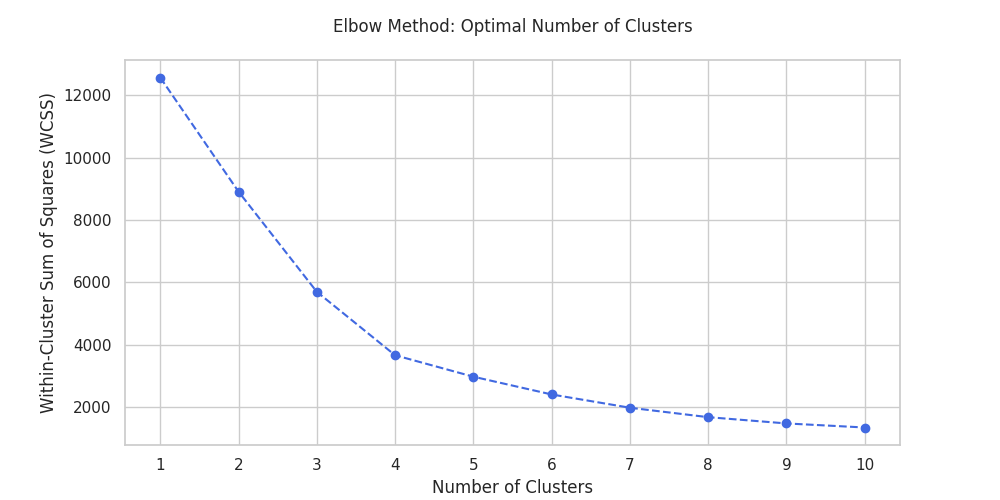 Elbow Method: Optimal Number of Clusters
Within-Cluster Sum of Squares (WCSS)
12000
10000
8000
6000
4000
2000
1 2 3 4 5 6 7 8 9 10
Number of Clusters